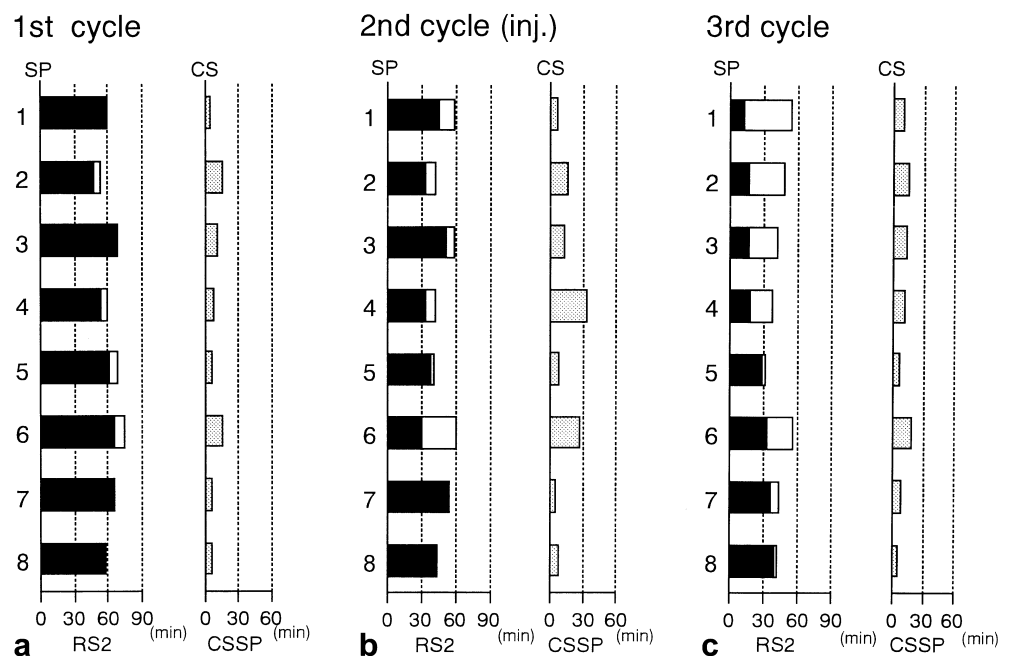 1st cycle
2nd cycle (inj.)
3rd cycle
SP CS SP CS SP CS
1 1 1
2 2 2
3 3 3
4 4 4
5 5 5
6 6 6
7 7 7
8 8 8
0 30 60 90 0 30 60 0 30 60 90 0 30 60 0 30 60 90 0 30 60
a RS2 (min) CSSP (min) b RS2 (min) CSSP (min) c RS2 (min) CSSP (min)